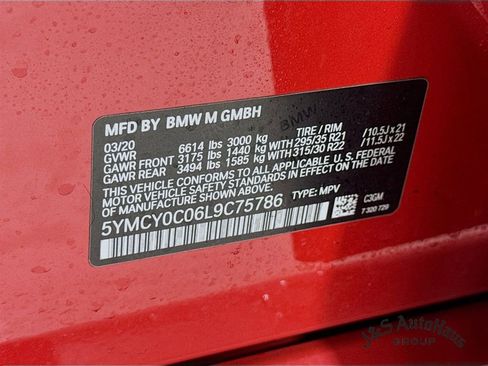 MFD BY BMW M GMBH
03/20 6614 lbs 3000 kg TIRE / RIM
GVWR
GAWR FRONT 3175 lbs 1440 kg WITH 295/35 R21 / 10.5J x 21
GAWR REAR 3494 lbs 1585 kg WITH 315/30 R22 / 11.5J x 22
THIS VEHICLE CONFORMS TO ALL APPLICABLE U.S. FEDERAL
MOTOR VEHICLE SAFETY STANDARDS IN EFFECT ON THE
DATE OF MANUFACTURE SHOWN ABOVE.
5YMCY0C06L9C75786 TYPE: MPV
C3GM
T 320 729
BMW
J&S AutoHaus
GROUP